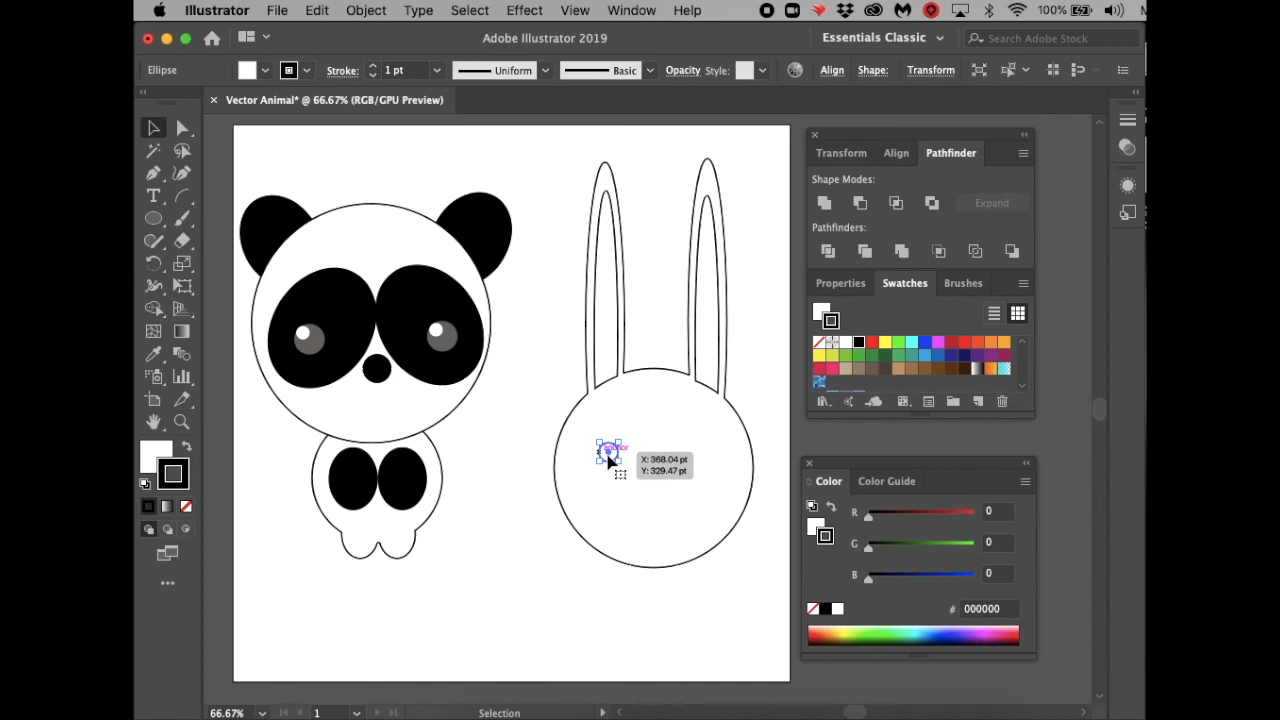 Illustrator File Edit Object Type Select Effect View Window Help 100%
Adobe Illustrator 2019 Essentials Classic Search Adobe Stock
Ellipse Stroke: 1 pt Uniform Basic Opacity Style: Align Shape: Transform
Vector Animal* @ 66.67% (RGB/GPU Preview)
Transform Align Pathfinder
Shape Modes:
Expand
Pathfinders:
Properties Swatches Brushes
anchor
X: 368.04 pt
Y: 329.47 pt
Color Color Guide
R 0
G 0
B 0
# 000000
66.67% 1 Selection